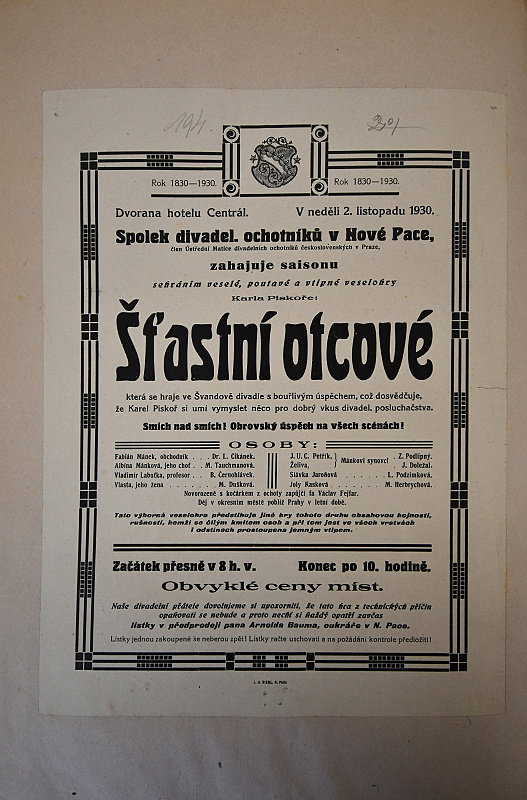 194.
Rok 1830—1930.
Rok 1830—1930.
Dvorana hotelu Centrál. V neděli 2. listopadu 1930.
Spolek divadel. ochotníků v Nové Pace,
člen Ústřední Matice divadelních ochotníků československých v Praze,
zahajuje saisonu
sehráním veselé, poutavé a vtipné veselohry
Karla Piskoře:
Šťastní otcové
která se hraje ve Švandově divadle s bouřlivým úspěchem, což dosvědčuje,
že Karel Piskoř si umí vymyslet něco pro dobrý vkus divadel. posluchačstva.
Smích nad smích! Obrovský úspěch na všech scénách!
OSOBY:
Fabián Mánek, obchodník . . . Dr. L. Cikánek.
Albína Mánková, jeho choť . M. Tauchmanová.
Vladimír Labuťka, profesor . B. Černohlávek.
Vlasta, jeho žena . . . . . M. Dušková.
J. U. C. Petřík, } Mánkovi synovci . Z. Podlipný.
Želiva, J. Doležal.
Slávka Jaroňová . . . . . L. Podzimková.
Joly Kasková . . . . . M. Herbrychová.
Novorozeně s kočárkem z ochoty zapůjčí fa Václav Fejfar.
Děj v okresním městě poblíž Prahy v letní době.
Tato výborná veselohra předstihuje jiné hry tohoto druhu obsahovou hojností,
rušností, hemží se čilým kmitem osob a při tom jest ve všech vrstvách
i odstínech prostoupena jemným vtipem.
Začátek přesně v 8 h. v. Konec po 10. hodině.
Obvyklé ceny míst.
Naše divadelní přátele dovolujeme si upozorniti, že tato hra z technických příčin
opakovati se nebude a proto nechť si každý opatří zavčas
lístky v předprodeji pana Arnolda Bauma, cukráře v N. Pace.
Lístky jednou zakoupené se neberou zpět! Lístky račte uschovati a na požádání kontrole předložiti!